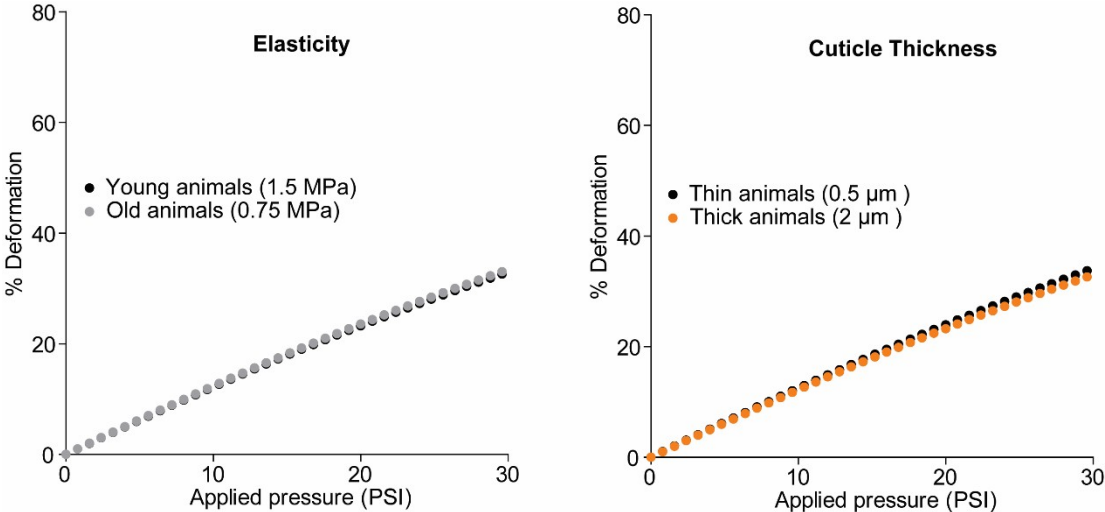 Elasticity
80
60
40
20
0
% Deformation
Young animals (1.5 MPa)
Old animals (0.75 MPa)
0 10 20 30
Applied pressure (PSI)
Cuticle Thickness
80
60
40
20
0
% Deformation
Thin animals (0.5 µm )
Thick animals (2 µm )
0 10 20 30
Applied pressure (PSI)